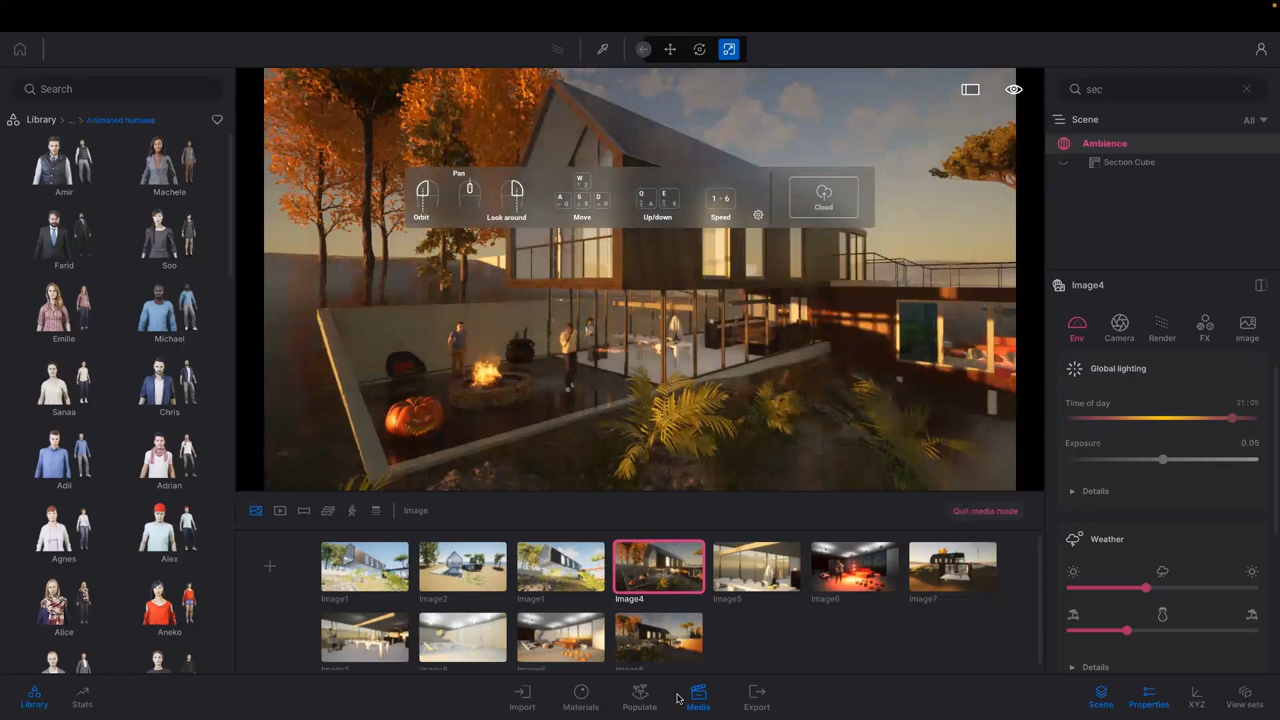 Search
Library > ... > Animated humans
Amir
Machele
Farid
Soo
Emilie
Michael
Sanaa
Chris
Adil
Adrian
Agnes
Alex
Alice
Aneko
Pan
Orbit
Look around
W
A S D
Move
Q E
Up/down
1 - 6
Speed
Cloud
sec
Scene
All
Ambience
Section Cube
Image4
Env
Camera
Render
FX
Image
Global lighting
Time of day
21 : 05
Exposure
0.05
Details
Weather
Details
Image
Quit media mode
Image1
Image2
Image1
Image4
Image5
Image6
Image7
Image5
Image6
Image6
Image8
Library
Stats
Import
Materials
Populate
Media
Export
Scene
Properties
XYZ
View sets